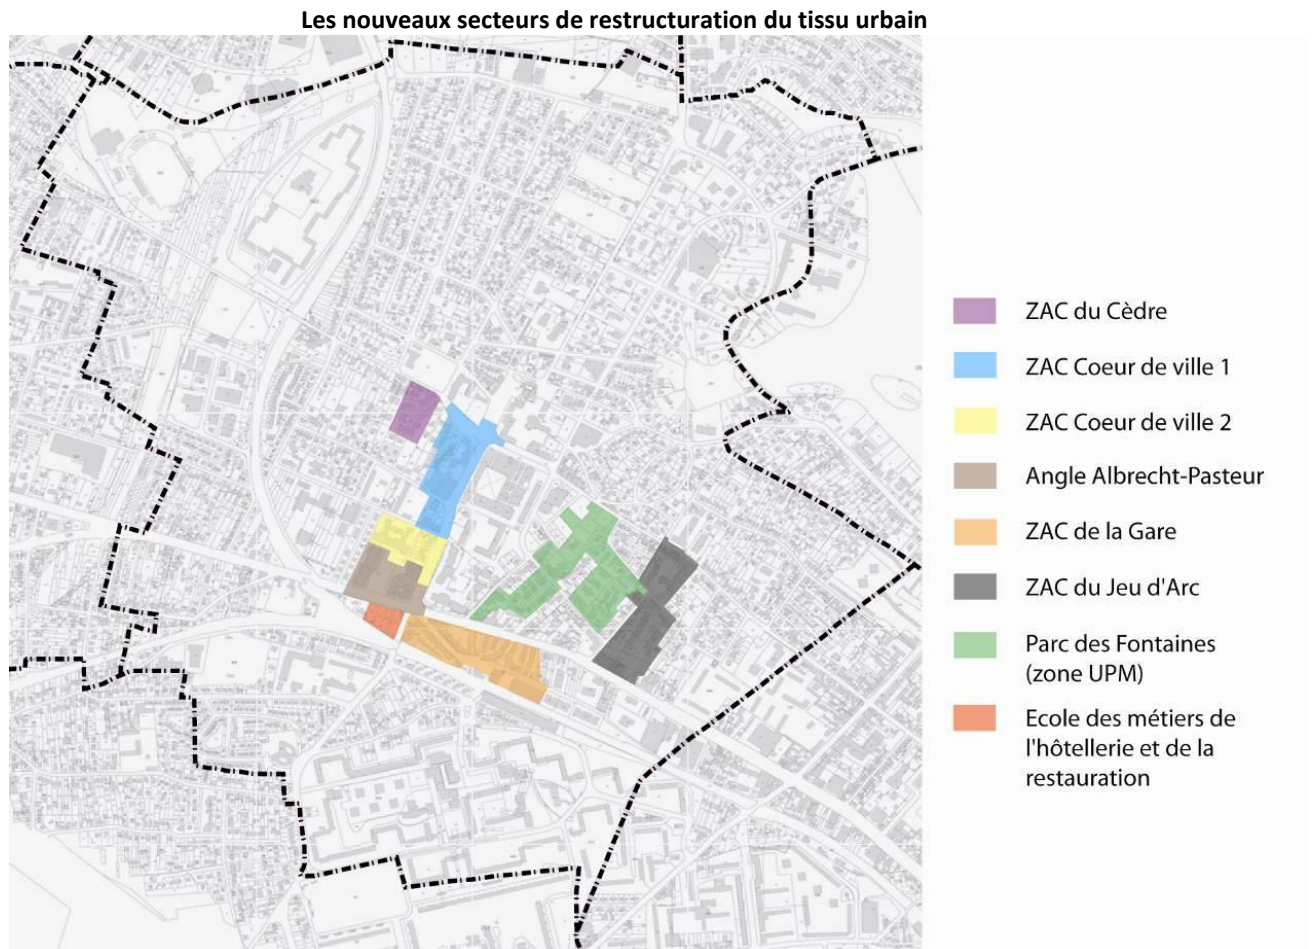 Les nouveaux secteurs de restructuration du tissu urbain
ZAC du Cèdre
ZAC Coeur de ville 1
ZAC Coeur de ville 2
Angle Albrecht-Pasteur
ZAC de la Gare
ZAC du Jeu d'Arc
Parc des Fontaines
(zone UPM)
Ecole des métiers de
l'hôtellerie et de la
restauration